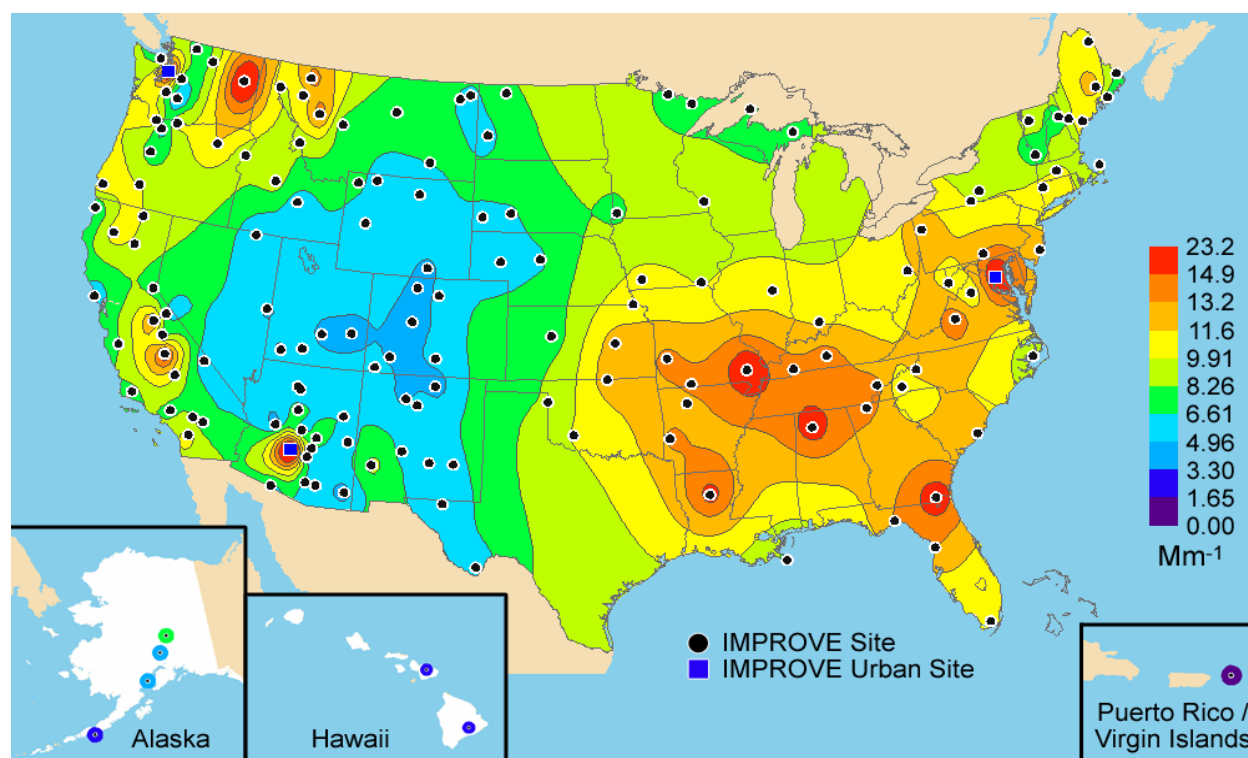 23.2
14.9
13.2
11.6
9.91
8.26
6.61
4.96
3.30
1.65
0.00
Mm-1
IMPROVE Site
IMPROVE Urban Site
Alaska
Hawaii
Puerto Rico /
Virgin Islands